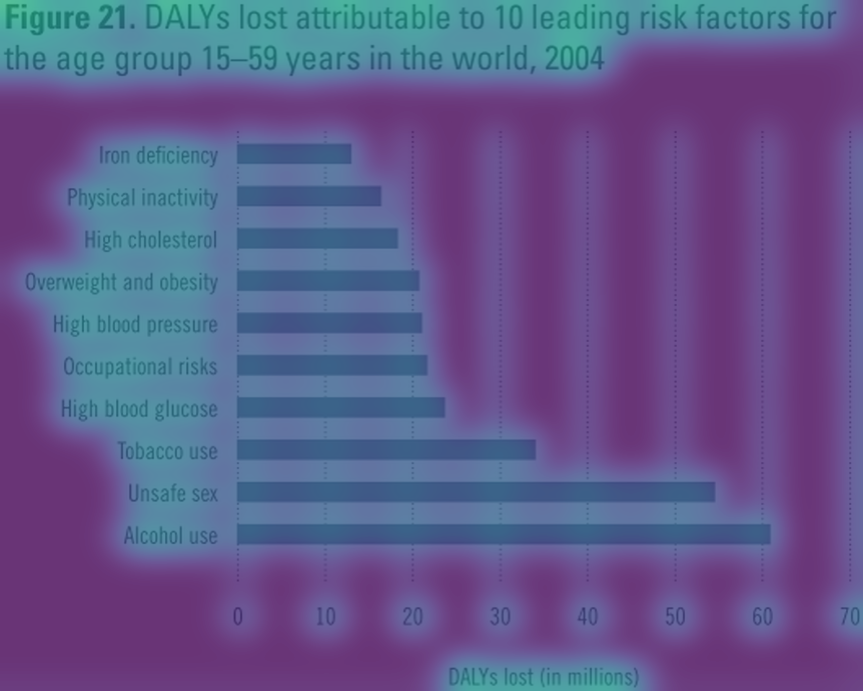 Figure 21. DALYs lost attributable to 10 leading risk factors for
the age group 15–59 years in the world, 2004
Iron deficiency
Physical inactivity
High cholesterol
Overweight and obesity
High blood pressure
Occupational risks
High blood glucose
Tobacco use
Unsafe sex
Alcohol use
0 10 20 30 40 50 60 70
DALYs lost (in millions)